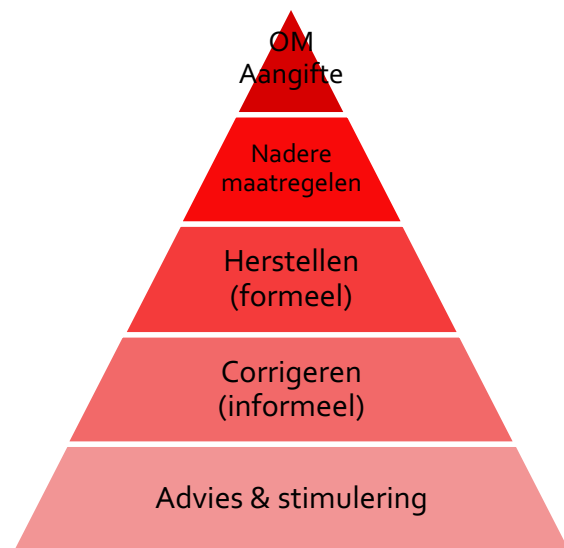 OM
Aangifte
Nadere
maatregelen
Herstellen
(formeel)
Corrigeren
(informeel)
Advies & stimulering